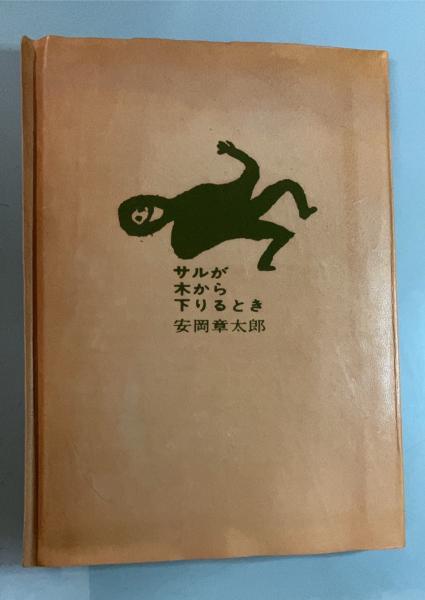 サルが
木から
下りるとき
安岡章太郎